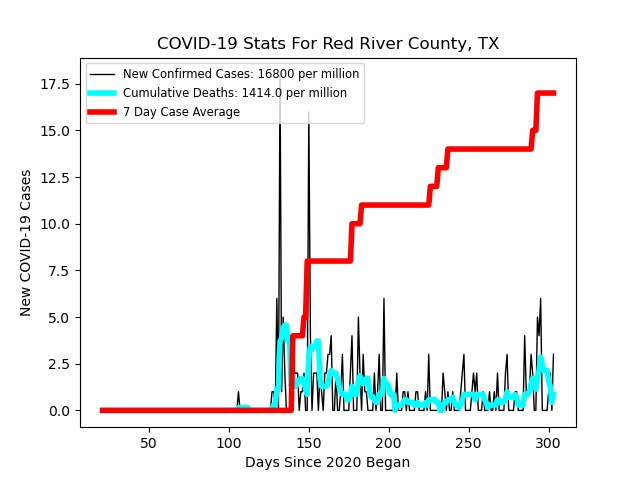 COVID-19 Stats For Red River County, TX
New Confirmed Cases: 16800 per million
Cumulative Deaths: 1414.0 per million
7 Day Case Average
17.5
15.0
12.5
10.0
7.5
5.0
2.5
0.0
New COVID-19 Cases
50 100 150 200 250 300
Days Since 2020 Began